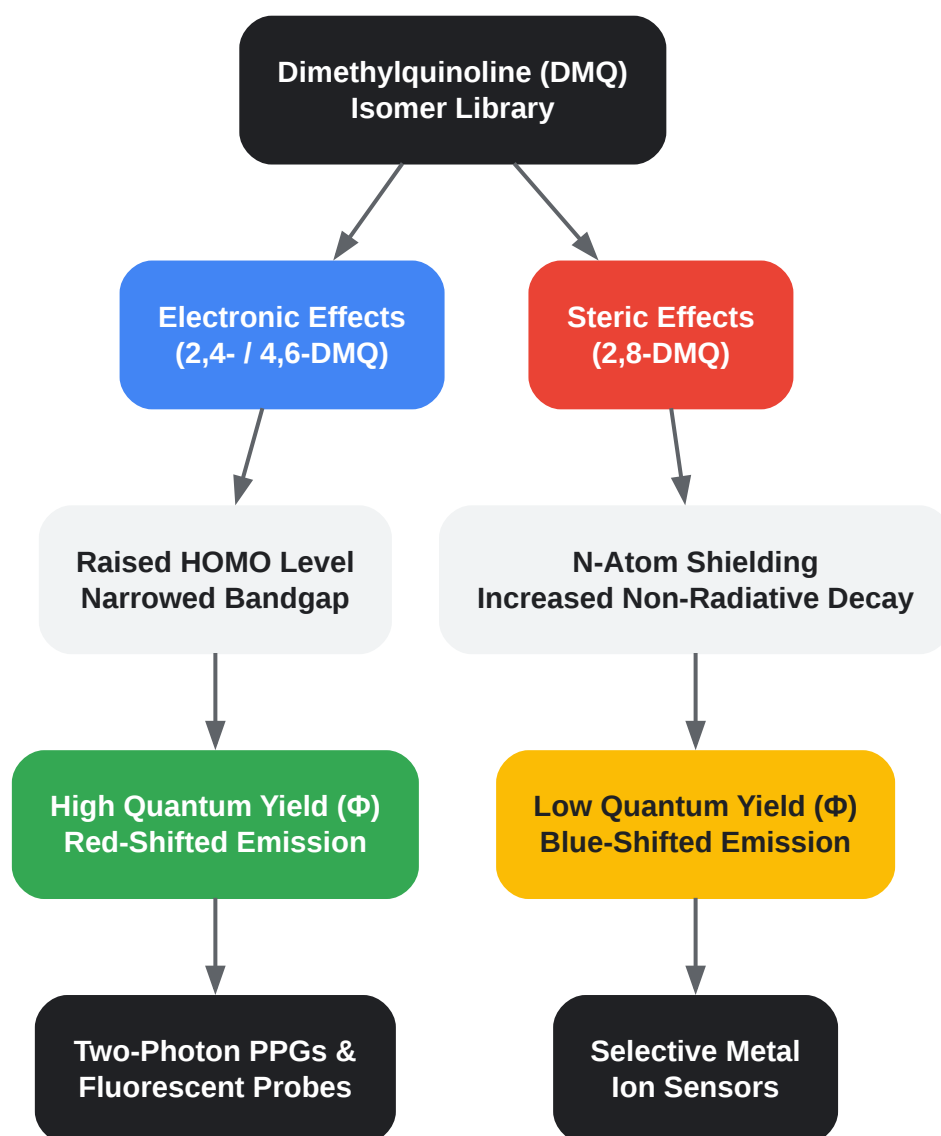 Dimethylquinoline (DMQ)
Isomer Library
Electronic Effects
(2,4- / 4,6-DMQ)
Steric Effects
(2,8-DMQ)
Raised HOMO Level
Narrowed Bandgap
N-Atom Shielding
Increased Non-Radiative Decay
High Quantum Yield (Φ)
Red-Shifted Emission
Low Quantum Yield (Φ)
Blue-Shifted Emission
Two-Photon PPGs &
Fluorescent Probes
Selective Metal
Ion Sensors